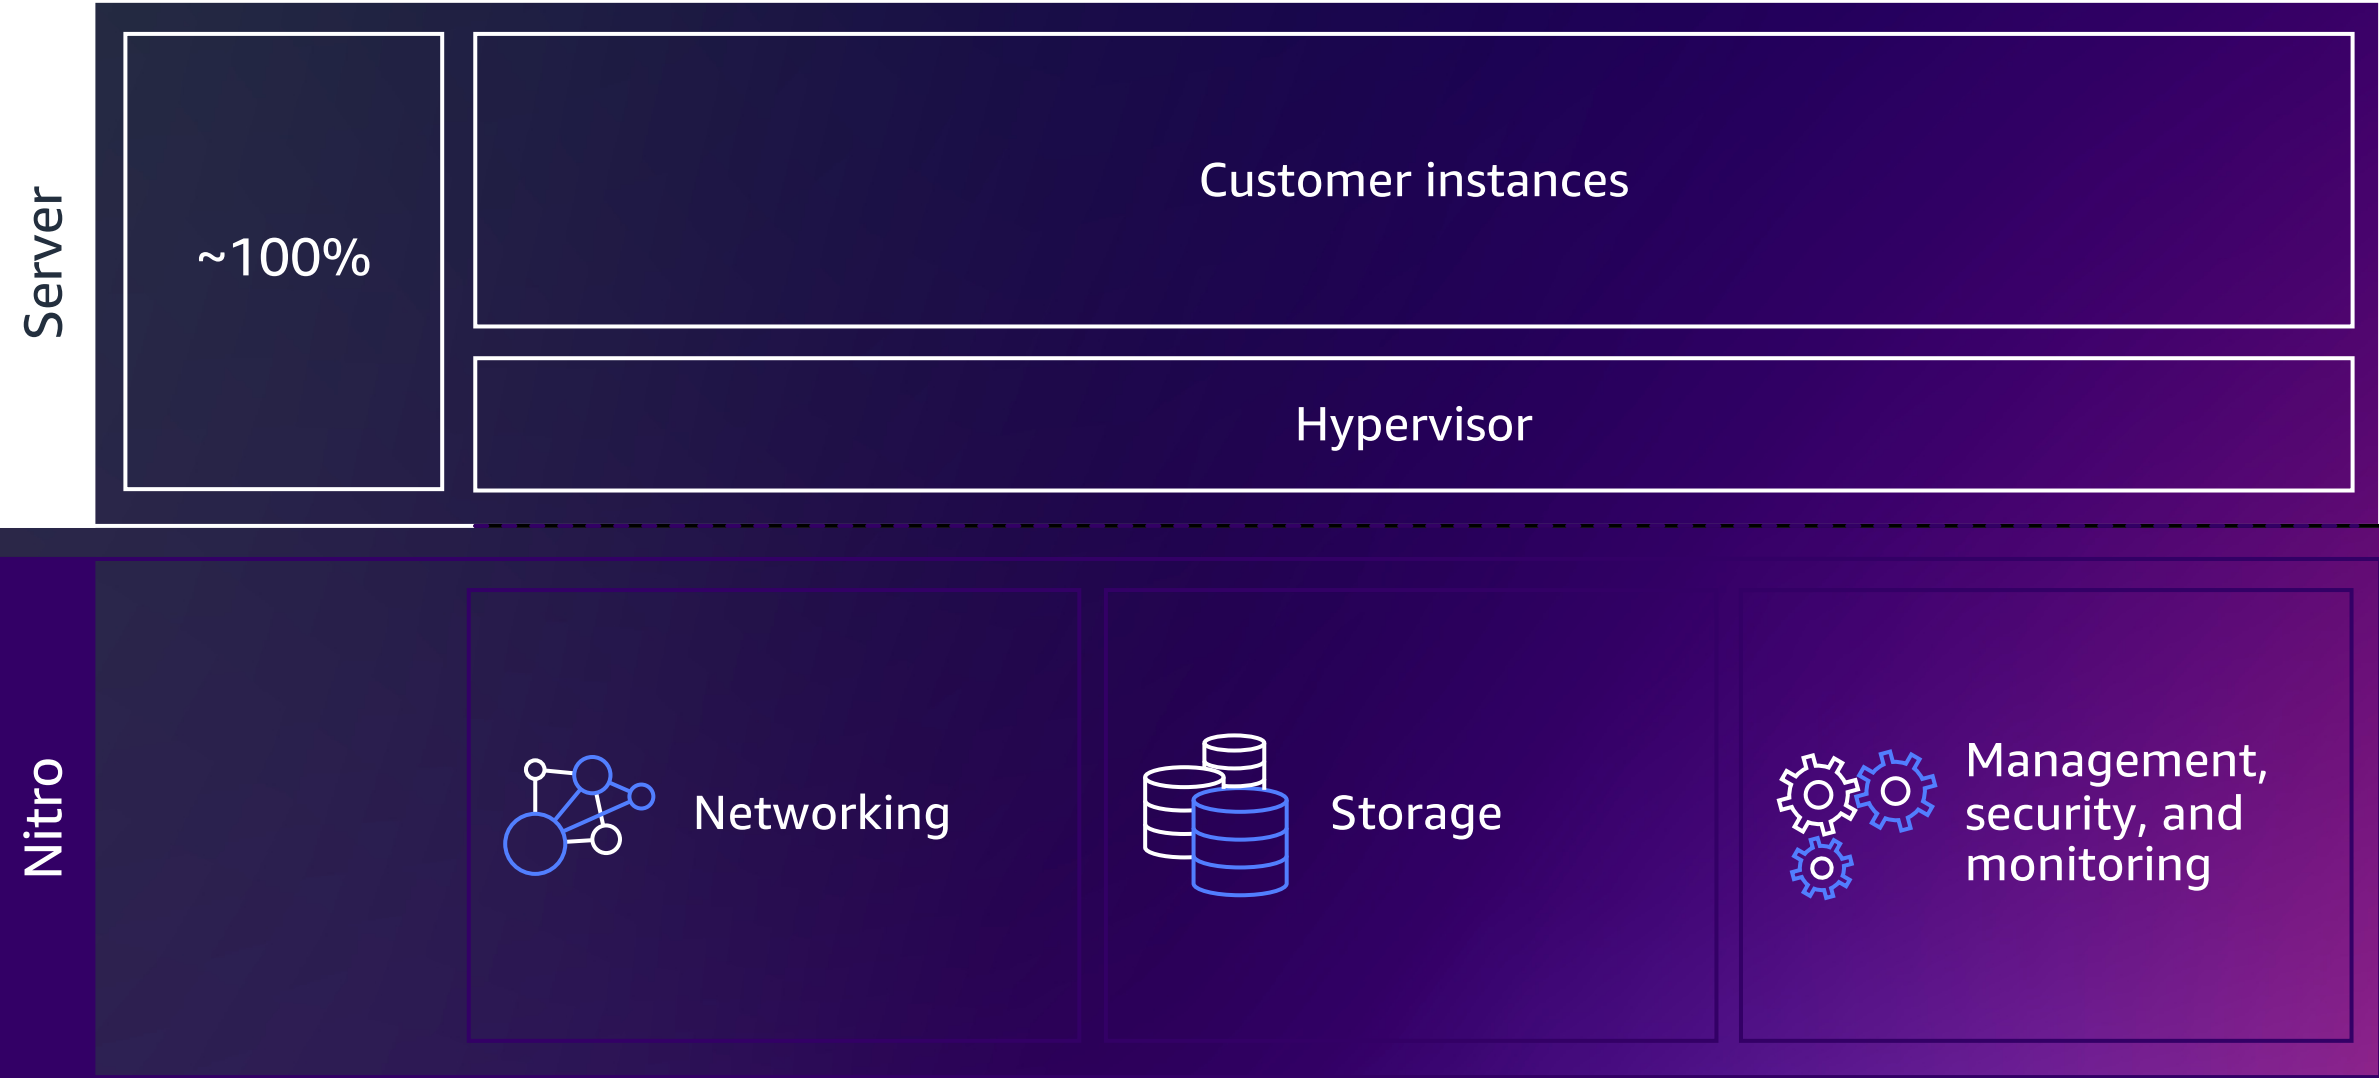 Server
~100%
Customer instances
Hypervisor
Nitro
Networking
Storage
Management,
security, and
monitoring